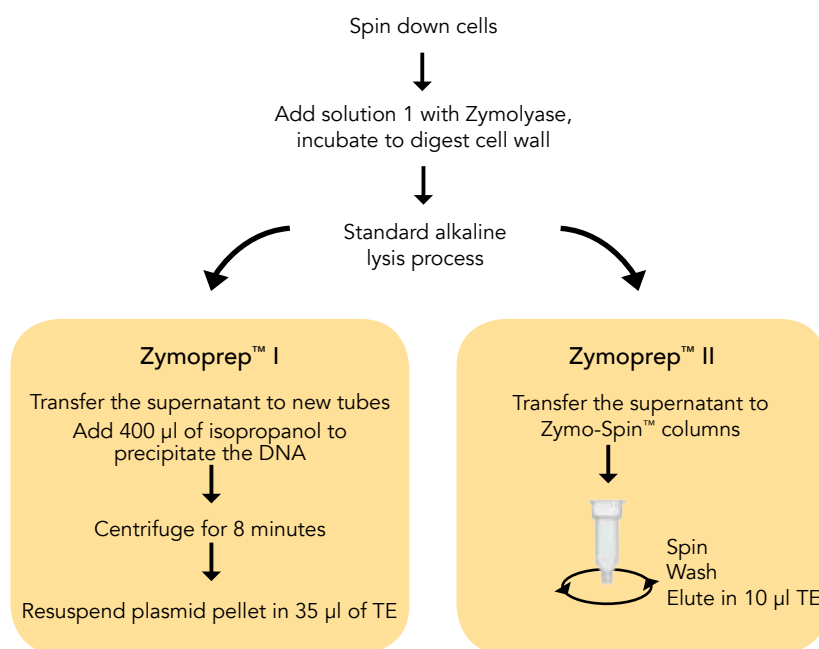 Spin down cells
Add solution 1 with Zymolyase,
incubate to digest cell wall
Standard alkaline
lysis process
Zymoprep™ I
Transfer the supernatant to new tubes
Add 400 µl of isopropanol to
precipitate the DNA
Centrifuge for 8 minutes
Resuspend plasmid pellet in 35 µl of TE
Zymoprep™ II
Transfer the supernatant to
Zymo-Spin™ columns
Spin
Wash
Elute in 10 µl TE